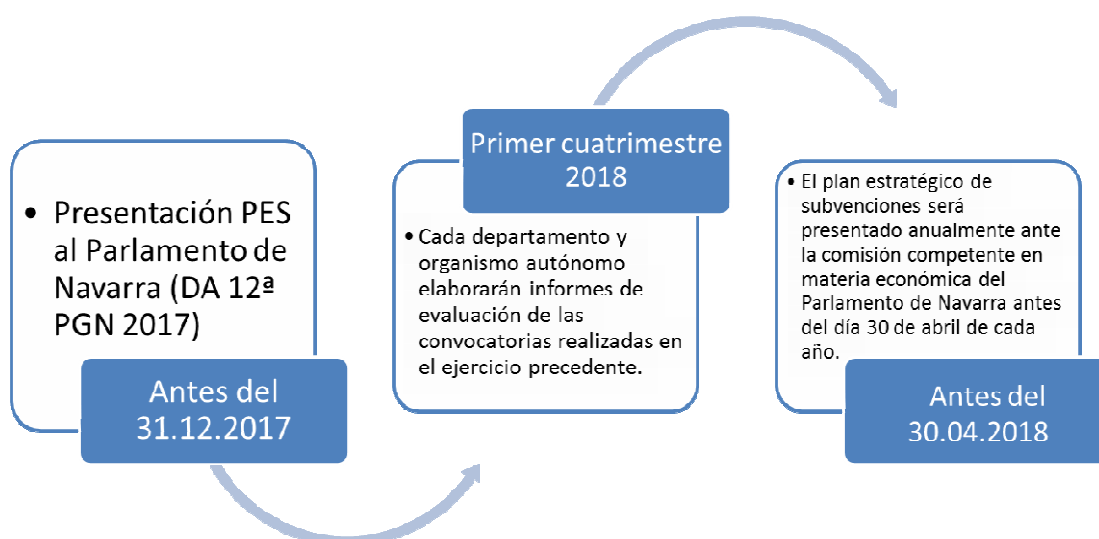 • Presentación PES
al Parlamento de
Navarra (DA 12ª
PGN 2017)
Antes del
31.12.2017
Primer cuatrimestre
2018
• Cada departamento y
organismo autónomo
elaborarán informes de
evaluación de las
convocatorias realizadas en
el ejercicio precedente.
• El plan estratégico de
subvenciones será
presentado anualmente ante
la comisión competente en
materia económica del
Parlamento de Navarra antes
del día 30 de abril de cada
año.
Antes del
30.04.2018